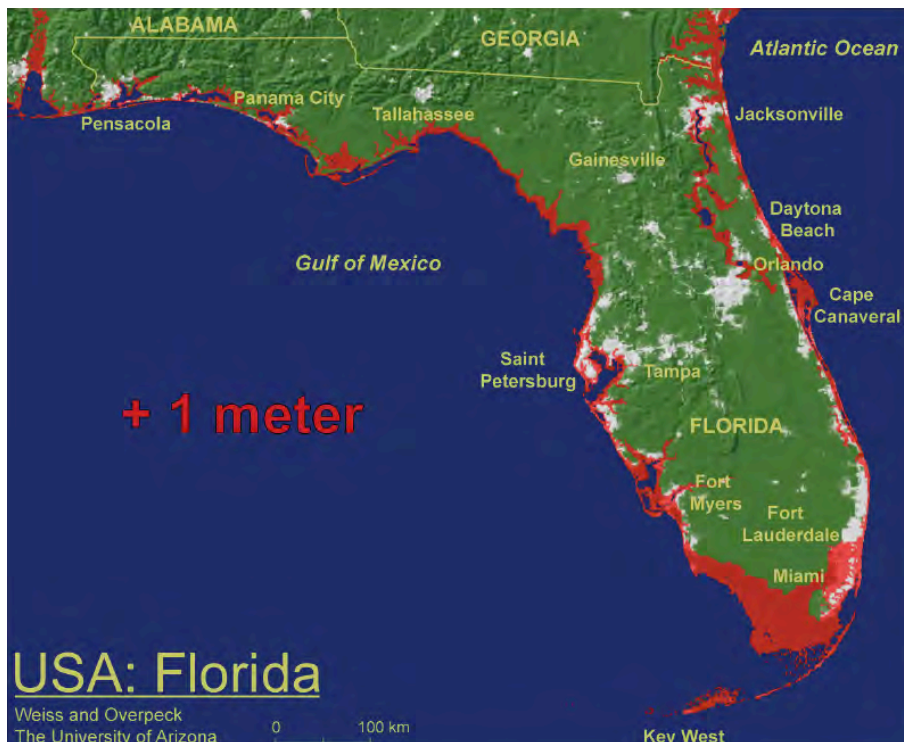 ALABAMA
GEORGIA
Atlantic Ocean
Panama City
Pensacola
Tallahassee
Jacksonville
Gainesville
Daytona
Beach
Gulf of Mexico
Orlando
Cape
Canaveral
Saint
Petersburg
Tampa
+ 1 meter
FLORIDA
Fort
Myers
Fort
Lauderdale
Miami
USA: Florida
Weiss and Overpeck
The University of Arizona
0 100 km
Key West